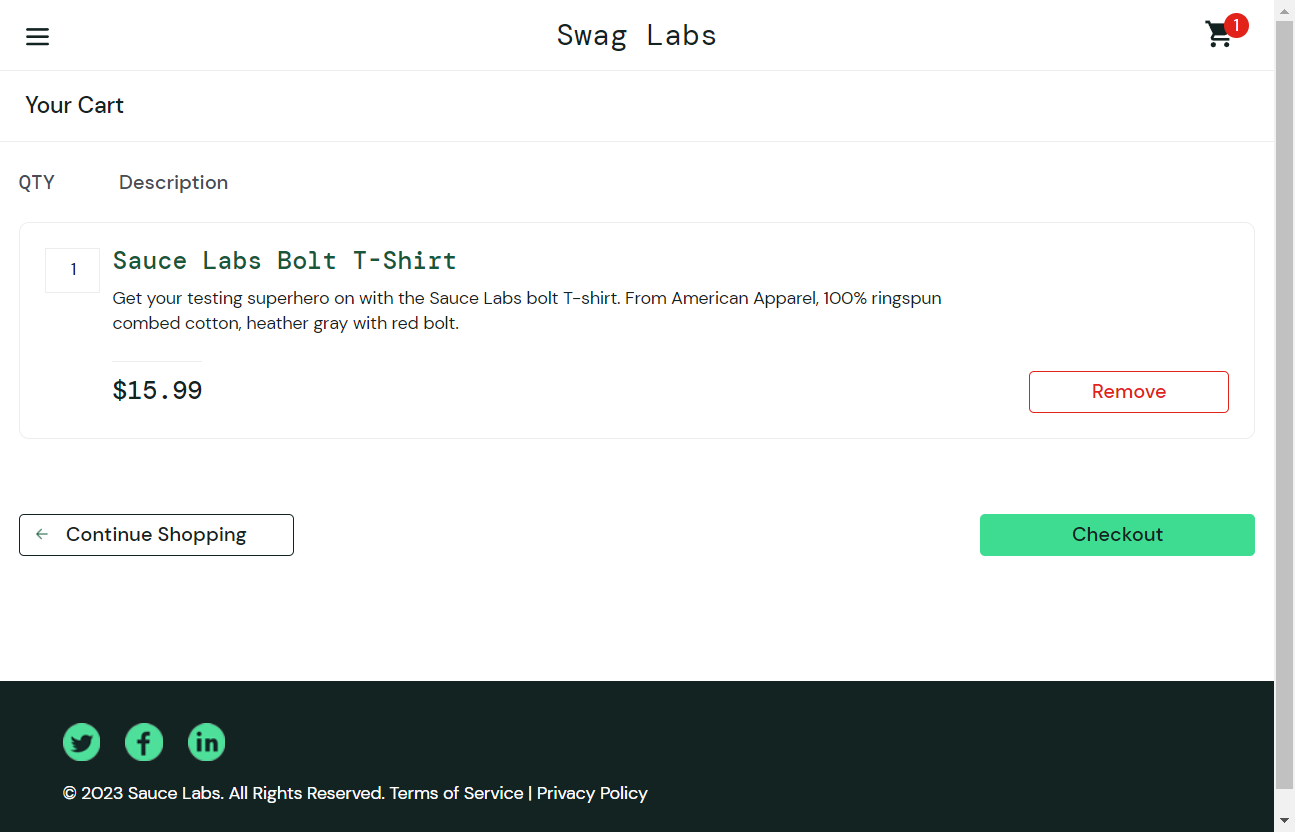 Swag Labs
1
Your Cart
QTY Description
1
Sauce Labs Bolt T-Shirt
Get your testing superhero on with the Sauce Labs bolt T-shirt. From American Apparel, 100% ringspun
combed cotton, heather gray with red bolt.
$15.99
Remove
Continue Shopping
Checkout
© 2023 Sauce Labs. All Rights Reserved. Terms of Service | Privacy Policy